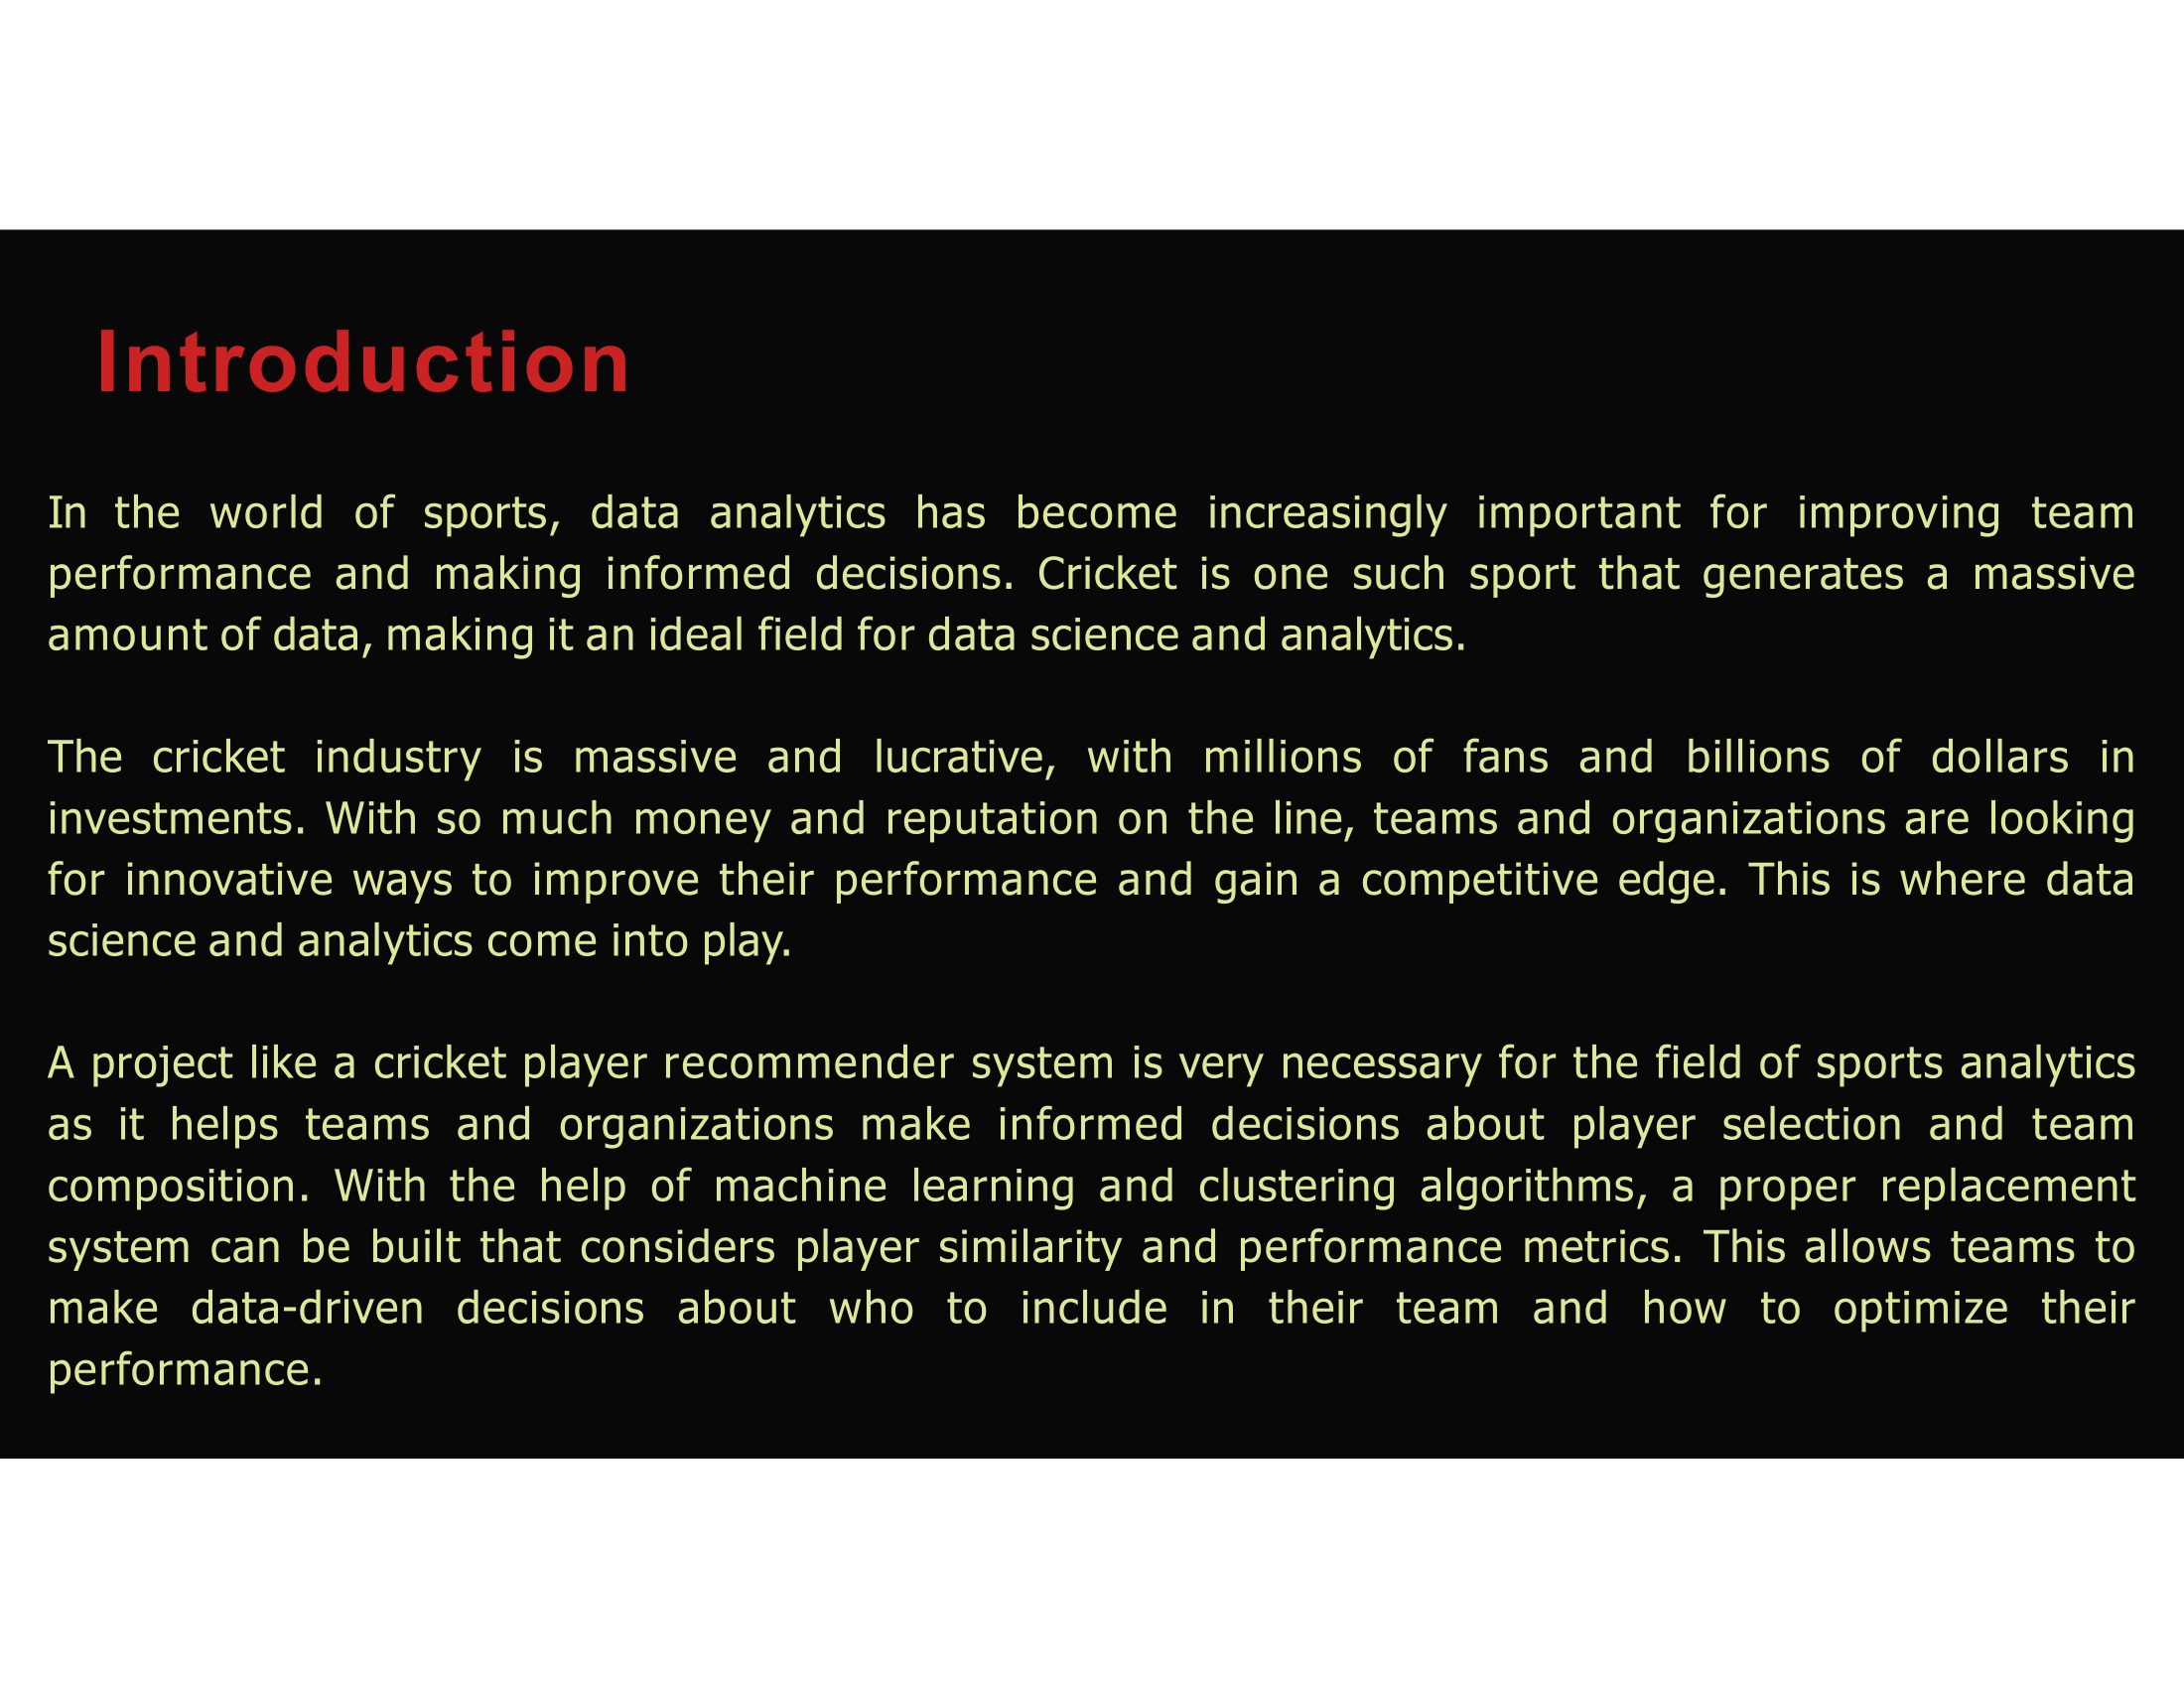 Introduction
In the world of sports, data analytics has become increasingly important for improving team
performance and making informed decisions. Cricket is one such sport that generates a massive
amount of data, making it an ideal field for data science and analytics.
The cricket industry is massive and lucrative, with millions of fans and billions of dollars in
investments. With so much money and reputation on the line, teams and organizations are looking
for innovative ways to improve their performance and gain a competitive edge. This is where data
science and analytics come into play.
A project like a cricket player recommender system is very necessary for the field of sports analytics
as it helps teams and organizations make informed decisions about player selection and team
composition. With the help of machine learning and clustering algorithms, a proper replacement
system can be built that considers player similarity and performance metrics. This allows teams to
make data-driven decisions about who to include in their team and how to optimize their
performance.